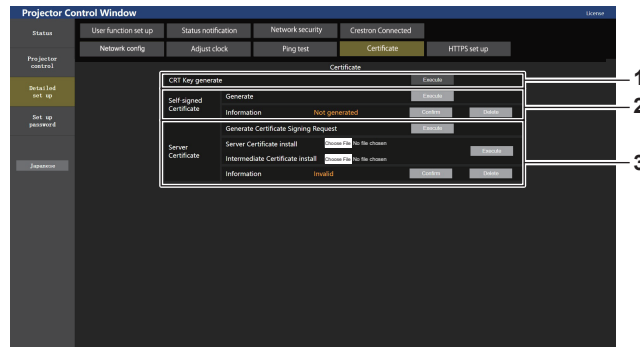 Projector Control Window
License
Status
Projector
control
Detailed
set up
Set up
password
Japanese
User function set up
Status notification
Network security
Crestron Connected
Netowrk config
Adjust clock
Ping test
Certificate
HTTPS set up
Certificate
CRT Key generate
Execute
1
Self-signed
Certificate
Generate
Execute
Information
Not generated
Confirm
Delete
2
Server
Certificate
Generate Certificate Signing Request
Execute
Server Certificate install
Choose File No file chosen
Intermediate Certificate install
Choose File No file chosen
Execute
Information
Invalid
Confirm
Delete
3